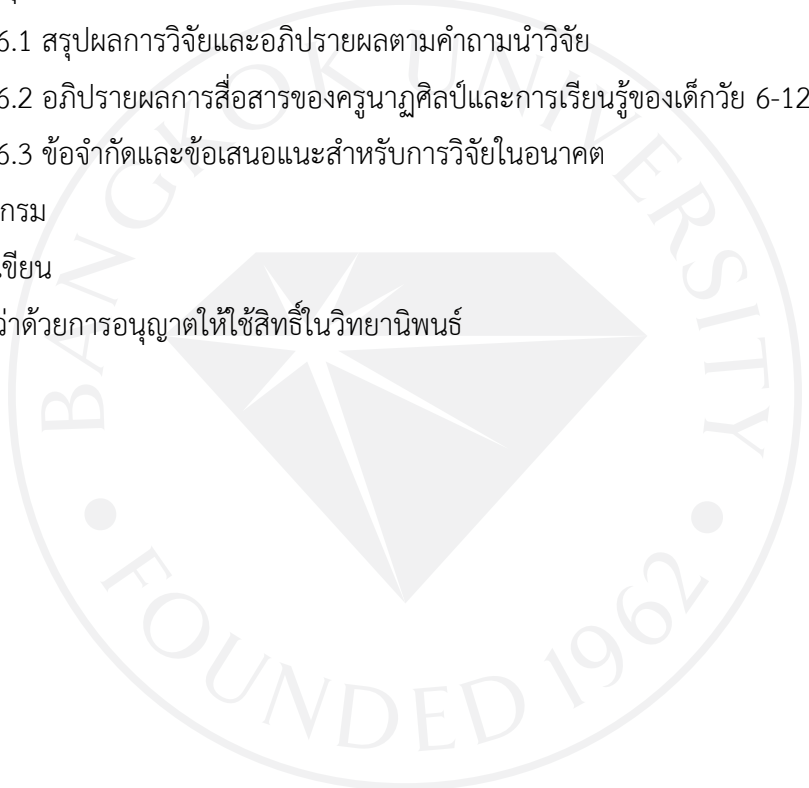 6.1 สรุปผลการวิจัยและอภิปรายผลตามคำถามนำวิจัย
6.2 อภิปรายผลการสื่อสารของครูนาฏศิลป์และการเรียนรู้ของเด็กวัย 6-12
6.3 ข้อจำกัดและข้อเสนอแนะสำหรับการวิจัยในอนาคต
กรม
เขียน
ว่าด้วยการอนุญาตให้ใช้สิทธิ์ในวิทยานิพนธ์
BANGKOK UNIVERSITY
FOUNDED 1962